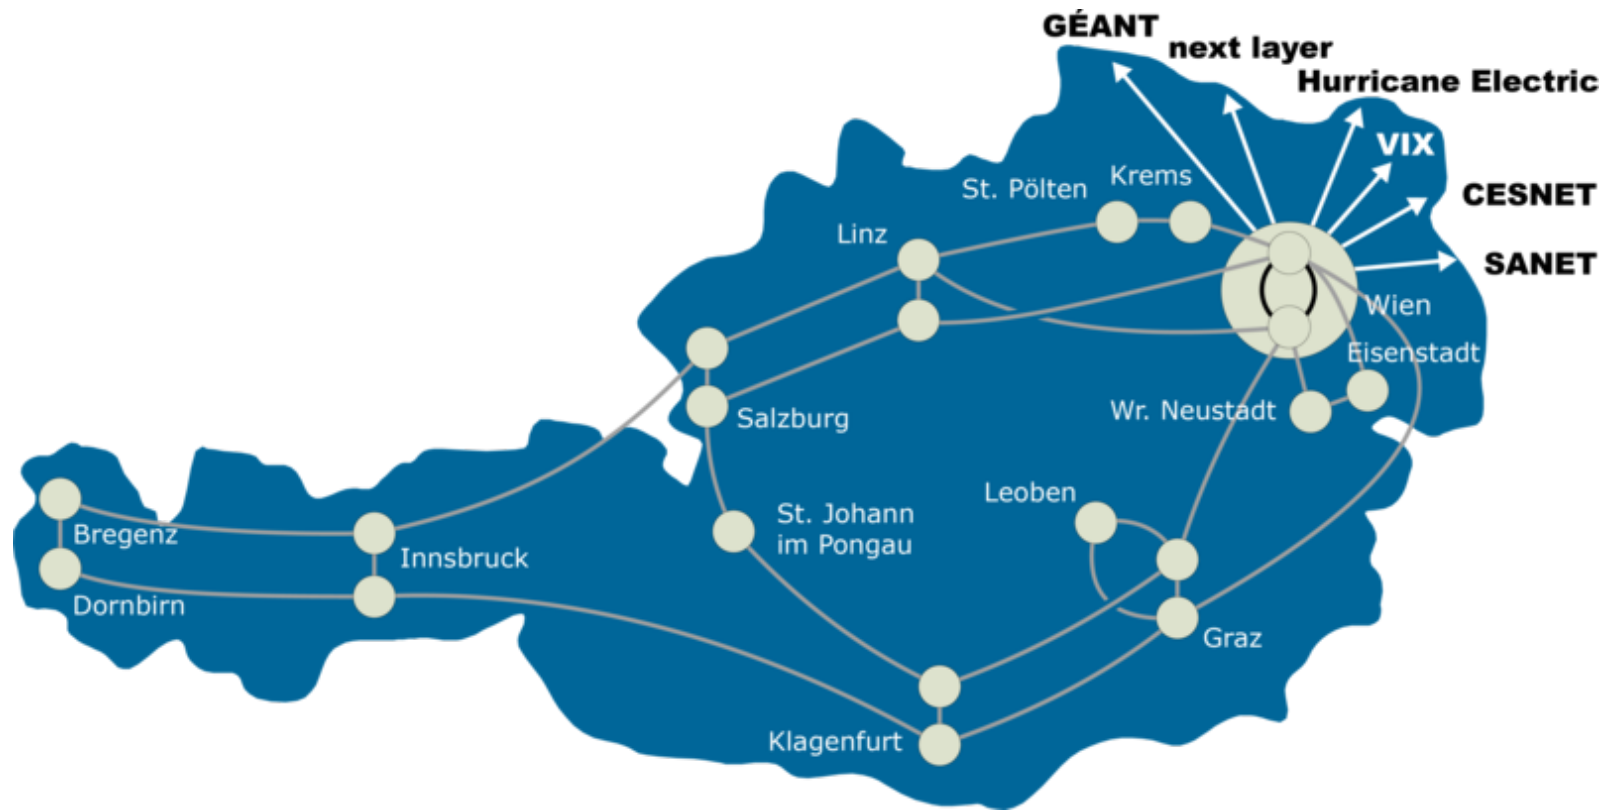 GÉANT
next layer
Hurricane Electric
VIX
Krems
St. Pölten
CESNET
Linz
SANET
Wien
Eisenstadt
Wr. Neustadt
Salzburg
Leoben
St. Johann
im Pongau
Bregenz
Innsbruck
Dornbirn
Graz
Klagenfurt